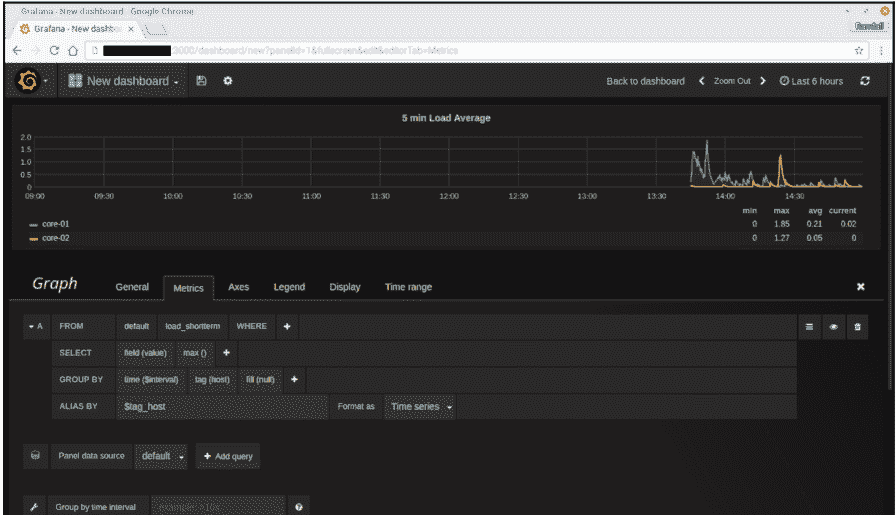 Grafana - New dashboard - Google Chrome
Grafana - New dashbo ×
:3000/dashboard/new?panelId=1&fullscreen&edit&editorTab=Metrics
New dashboard
Back to dashboard Zoom Out Last 6 hours
5 min Load Average
2.0
1.5
1.0
0.5
0
09:00 09:30 10:00 10:30 11:00 11:30 12:00 12:30 13:00 13:30 14:00 14:30
min max avg current
core-01 0 1.85 0.21 0.02
core-02 0 1.27 0.05 0
Graph General Metrics Axes Legend Display Time range ×
A FROM default load_shortterm WHERE +
SELECT field (value) max () +
GROUP BY time ($interval) tag (host) fill (null) +
ALIAS BY $tag_host Format as Time series
Panel data source default + Add query
Group by time interval example: >10s